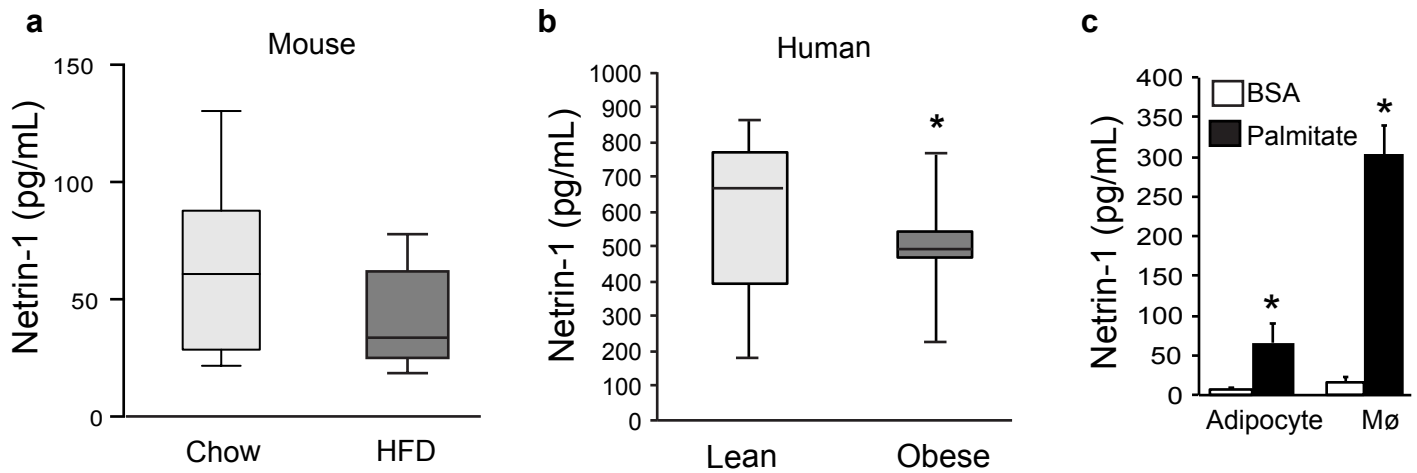 a
Mouse
Netrin-1 (pg/mL)
150
100
50
0
Chow HFD
b
Human
Netrin-1 (pg/mL)
1000
900
800
700
600
500
400
300
200
100
0
*
Lean Obese
c
Netrin-1 (pg/mL)
400
350
300
250
200
150
100
50
0
BSA
Palmitate
*
*
Adipocyte Mø